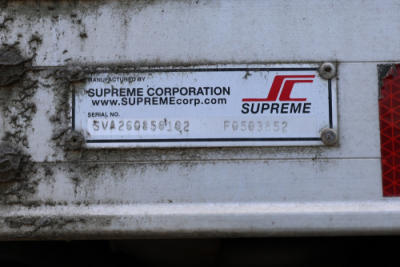 MANUFACTURED BY
SUPREME CORPORATION
www.SUPREMEcorp.com
SUPREME
SERIAL NO.